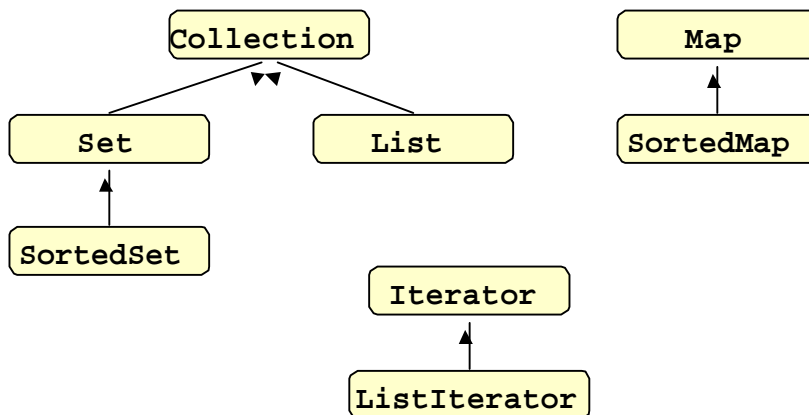 Collection
Map
Set
List
SortedMap
SortedSet
Iterator
ListIterator